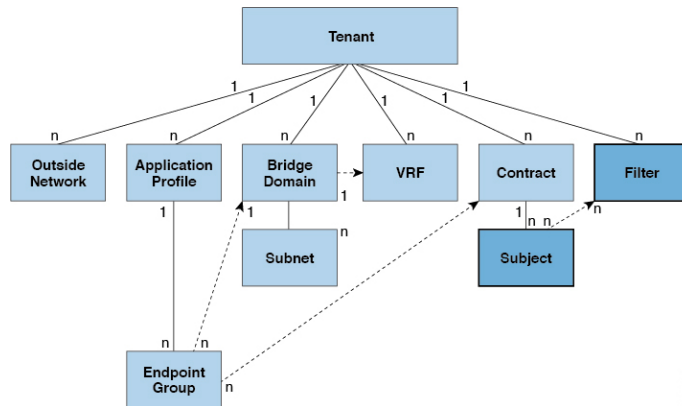 Tenant
1
1
1
1
1
1
n
n
n
n
n
n
Outside
Network
Application
Profile
Bridge
Domain
VRF
Contract
Filter
1
1
1
1
n
n
n
n
Subnet
Subject
n
n
n
Endpoint
Group